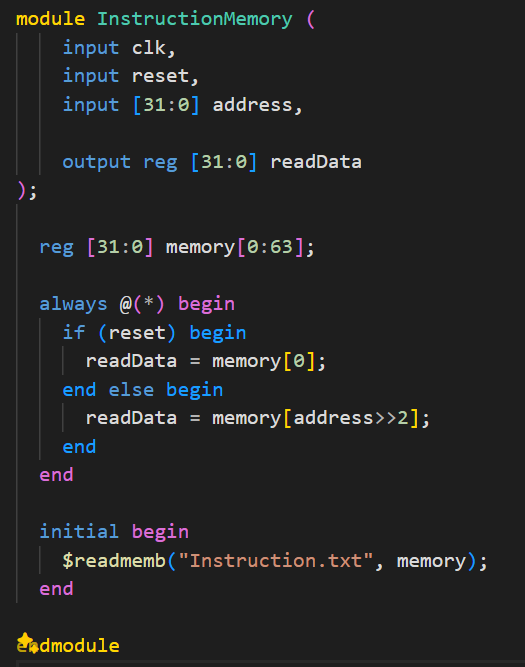 module InstructionMemory (
    input clk,
    input reset,
    input [31:0] address,

    output reg [31:0] readData
);

  reg [31:0] memory[0:63];

  always @(*) begin
    if (reset) begin
      readData = memory[0];
    end else begin
      readData = memory[address>>2];
    end
  end

  initial begin
    $readmemb("Instruction.txt", memory);
  end

endmodule